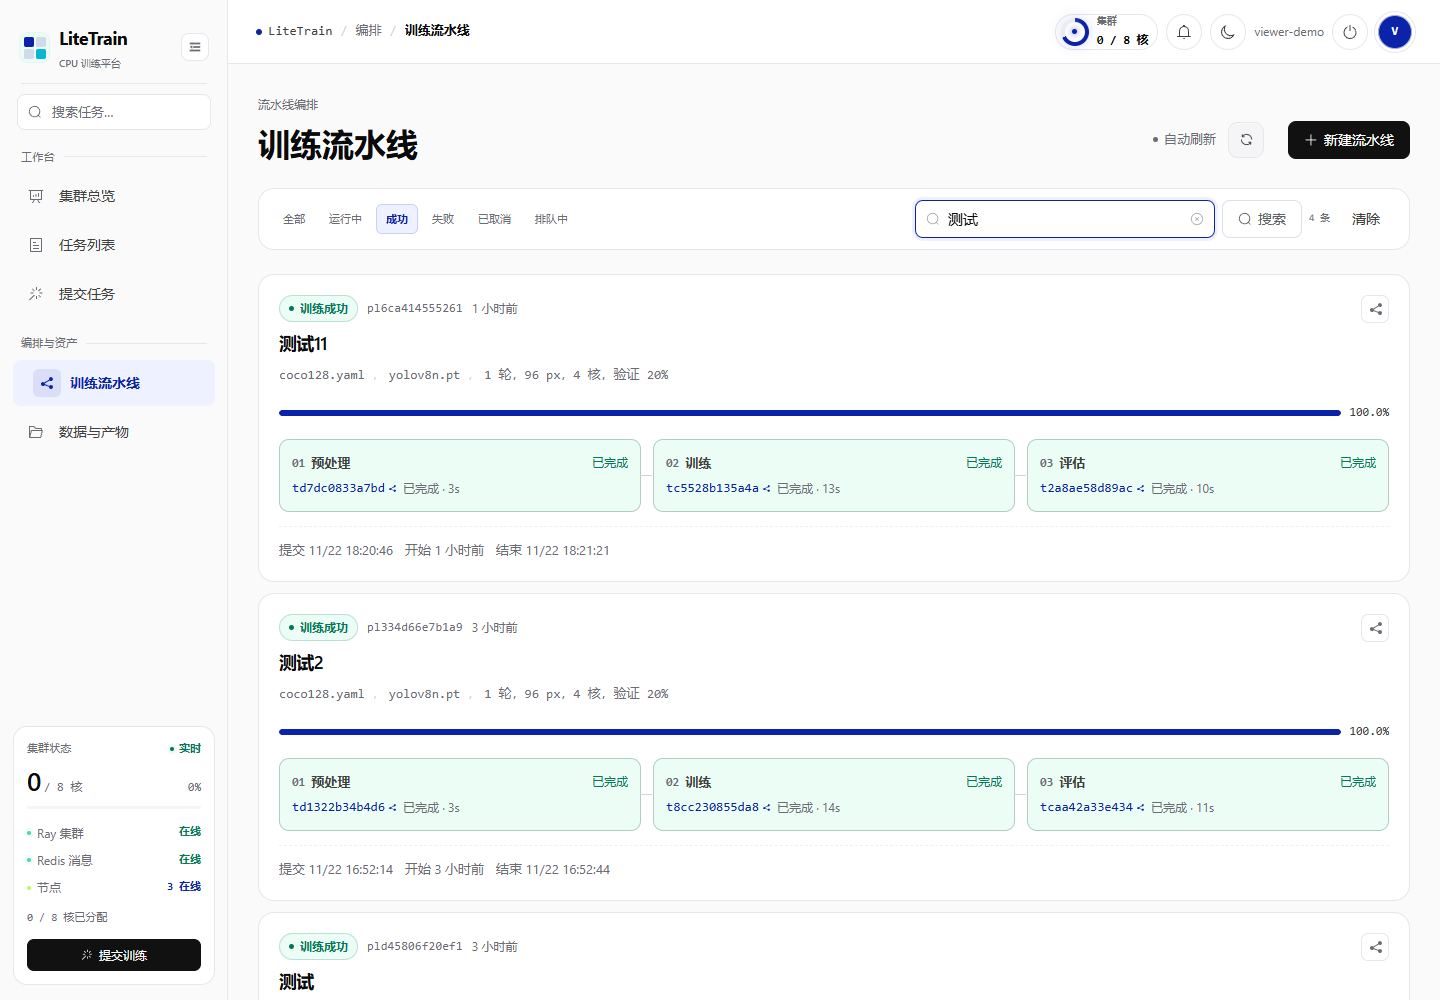 LiteTrain
CPU 训练平台
搜索任务...
工作台
集群总览
任务列表
提交任务
编排与资产
训练流水线
数据与产物
集群状态
实时
0 / 8 核
0%
Ray 集群
在线
Redis 消息
在线
节点
3 在线
0 / 8 核已分配
提交训练
LiteTrain / 编排 / 训练流水线
集群
0 / 8 核
viewer-demo
V
流水线编排
训练流水线
自动刷新
新建流水线
全部 运行中 成功 失败 已取消 排队中
测试
搜索
4 条
清除
训练成功 pl6ca414555261 1 小时前
测试11
coco128.yaml , yolov8n.pt , 1 轮, 96 px, 4 核, 验证 20%
100.0%
01 预处理 已完成
td7dc0833a7bd 已完成 · 3s
02 训练 已完成
tc5528b135a4a 已完成 · 13s
03 评估 已完成
t2a8ae58d89ac 已完成 · 10s
提交 11/22 18:20:46 开始 1 小时前 结束 11/22 18:21:21
训练成功 pl334d66e7b1a9 3 小时前
测试2
coco128.yaml , yolov8n.pt , 1 轮, 96 px, 4 核, 验证 20%
100.0%
01 预处理 已完成
td1322b34b4d6 已完成 · 3s
02 训练 已完成
t8cc230855da8 已完成 · 14s
03 评估 已完成
tcaa42a33e434 已完成 · 11s
提交 11/22 16:52:14 开始 3 小时前 结束 11/22 16:52:44
训练成功 pld45806f20ef1 3 小时前
测试